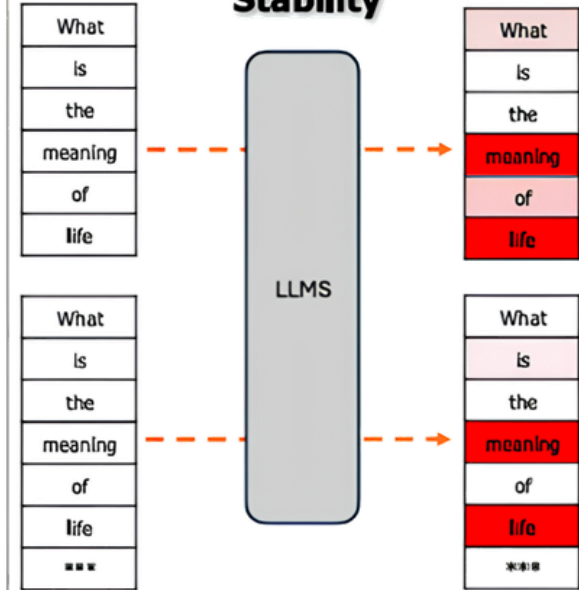 Stability
What
is
the
meaning
of
life
LLMS
What
is
the
meaning
of
life
What
is
the
meaning
of
life
***
What
is
the
meaning
of
life
***